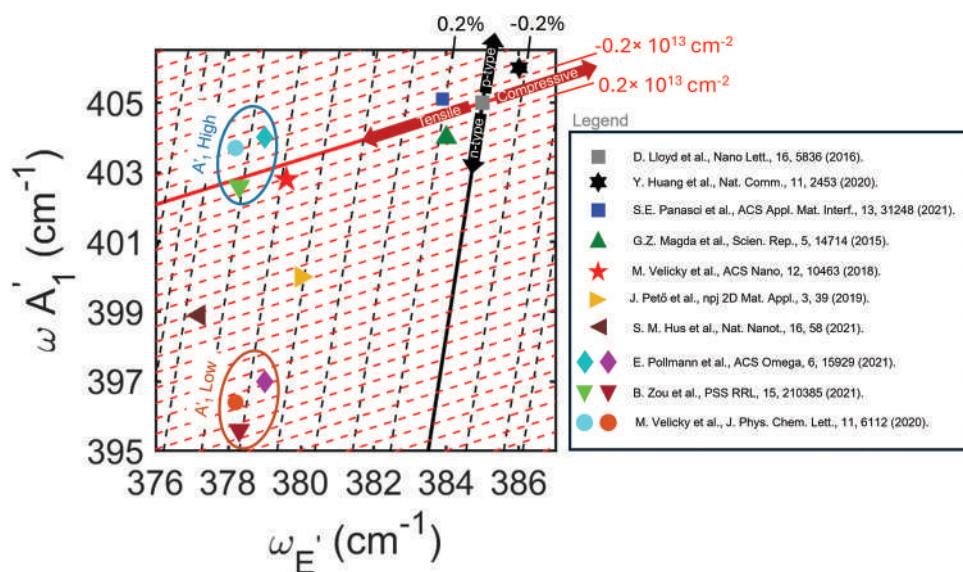 0.2% -0.2%
-0.2× 10¹³ cm⁻²
0.2× 10¹³ cm⁻²
p-type
Compressive
Tensile
n-type
A'₁ High
A'₁ Low
405
403
401
399
397
395
376 378 380 382 384 386
ω A'₁ (cm⁻¹)
ω_E' (cm⁻¹)
Legend
D. Lloyd et al., Nano Lett., 16, 5836 (2016).
Y. Huang et al., Nat. Comm., 11, 2453 (2020).
S.E. Panasci et al., ACS Appl. Mat. Interf., 13, 31248 (2021).
G.Z. Magda et al., Scien. Rep., 5, 14714 (2015).
M. Velicky et al., ACS Nano, 12, 10463 (2018).
J. Pető et al., npj 2D Mat. Appl., 3, 39 (2019).
S. M. Hus et al., Nat. Nanot., 16, 58 (2021).
E. Pollmann et al., ACS Omega, 6, 15929 (2021).
B. Zou et al., PSS RRL, 15, 210385 (2021).
M. Velicky et al., J. Phys. Chem. Lett., 11, 6112 (2020).